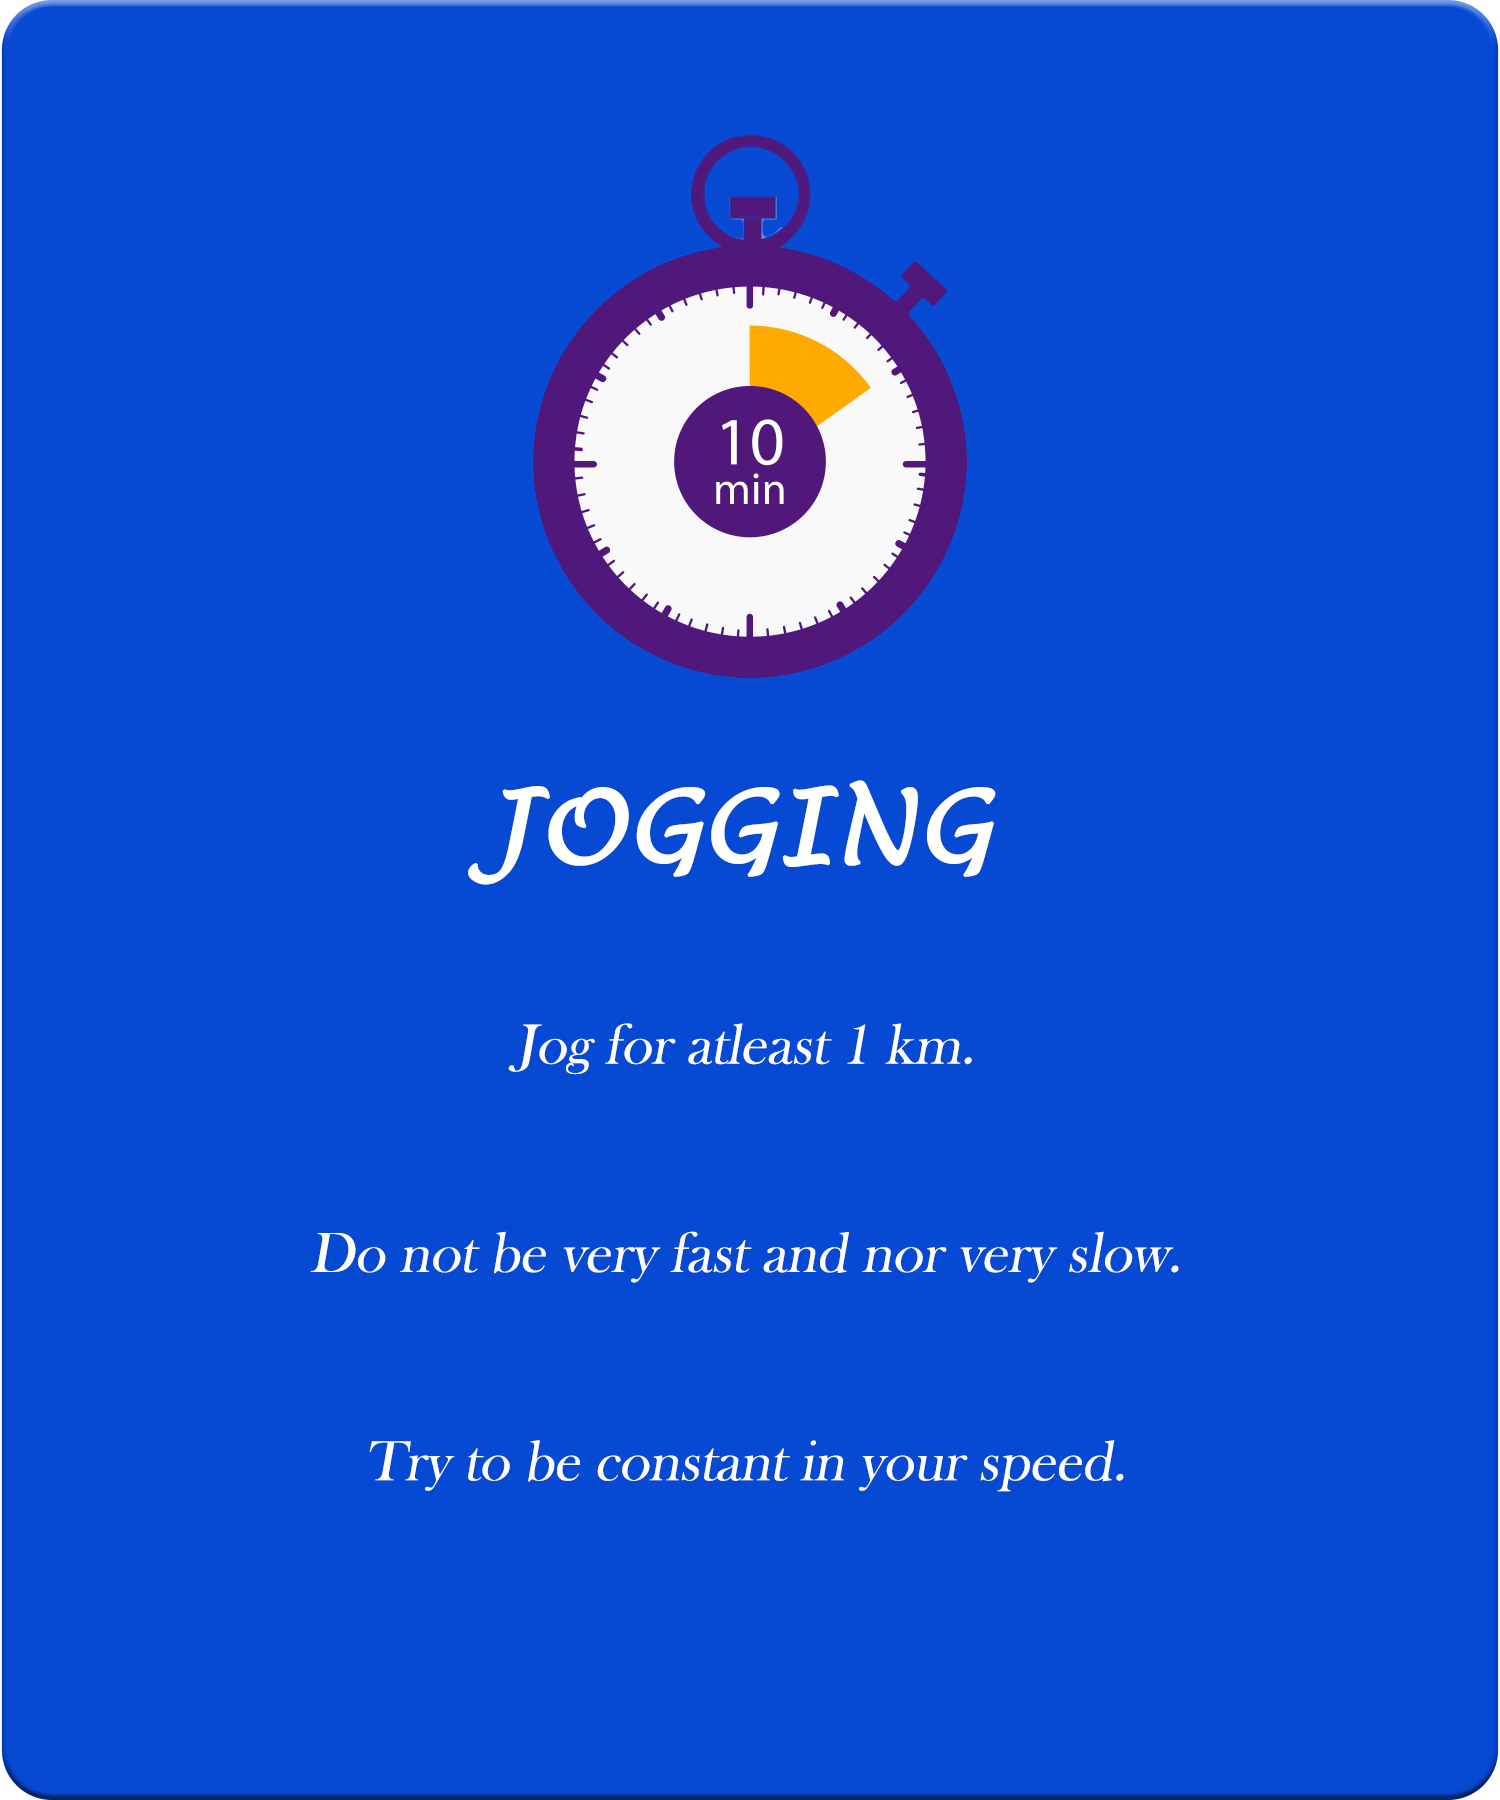 10
min
JOGGING
Jog for atleast 1 km.
Do not be very fast and nor very slow.
Try to be constant in your speed.